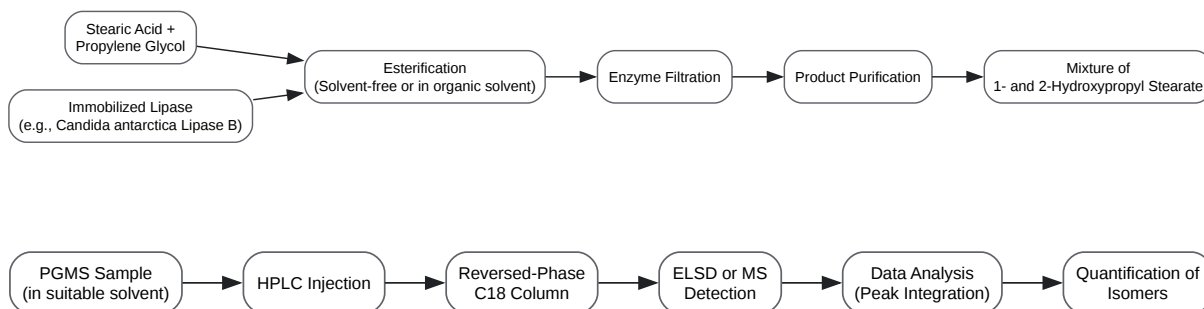 Stearic Acid +
Propylene Glycol
Immobilized Lipase
(e.g., Candida antarctica Lipase B)
Esterification
(Solvent-free or in organic solvent)
Enzyme Filtration
Product Purification
Mixture of
1- and 2-Hydroxypropyl Stearate
PGMS Sample
(in suitable solvent)
HPLC Injection
Reversed-Phase
C18 Column
ELSD or MS
Detection
Data Analysis
(Peak Integration)
Quantification of
Isomers